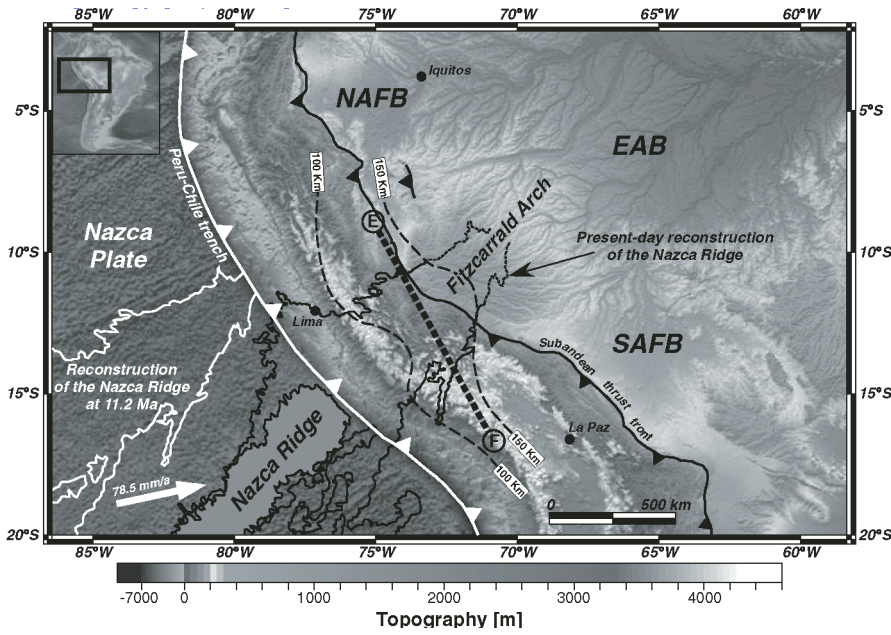 85°W 80°W 75°W 70°W 65°W 60°W
5°S
10°S
15°S
20°S
5°S
10°S
15°S
20°S
Iquitos
NAFB
EAB
Peru-Chile trench
100 Km
150 Km
E
Nazca
Plate
Fitzcarrald Arch
Present-day reconstruction
of the Nazca Ridge
Lima
Subandean thrust front
SAFB
Reconstruction
of the Nazca Ridge
at 11.2 Ma
Nazca Ridge
La Paz
F
150 Km
100 Km
78.5 mm/a
0 500 km
85°W 80°W 75°W 70°W 65°W 60°W
-7000 0 1000 2000 3000 4000
Topography [m]